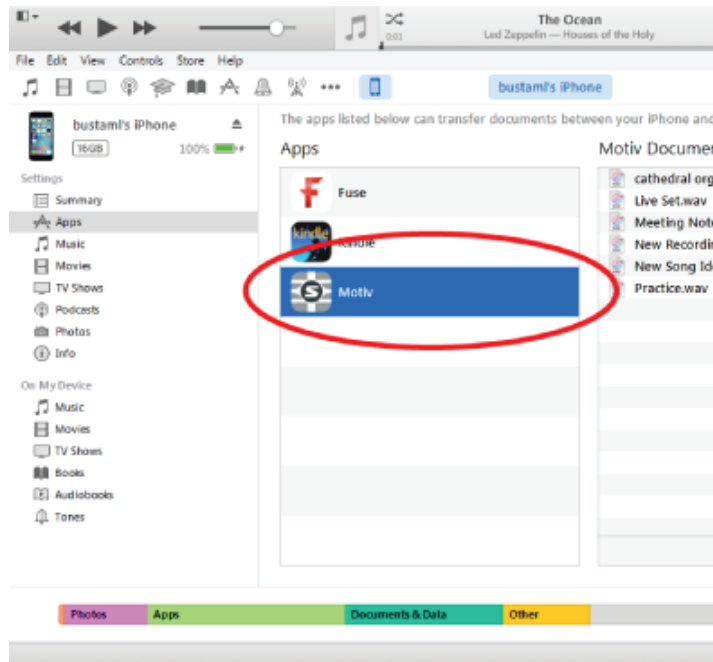 The Ocean
0:01
Led Zeppelin — Houses of the Holy
File Edit View Controls Store Help
bustami's iPhone
bustami's iPhone
16GB
100%
Settings
Summary
Apps
Music
Movies
TV Shows
Podcasts
Photos
Info
On My Device
Music
Movies
TV Shows
Books
Audiobooks
Tones
The apps listed below can transfer documents between your iPhone and
Apps
Fuse
kindle
Kindle
Motiv
Motiv Documen
cathedral org
Live Set.wav
Meeting Note
New Recordin
New Song Id
Practice.wav
Photos
Apps
Documents & Data
Other